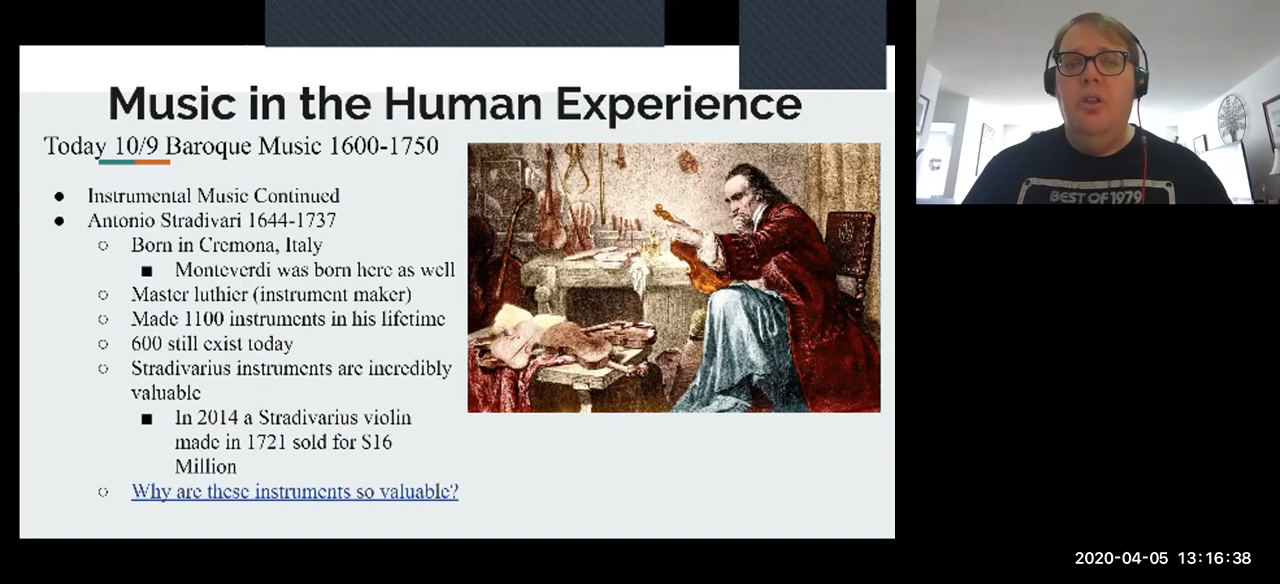 Music in the Human Experience
Today 10/9 Baroque Music 1600-1750
● Instrumental Music Continued
● Antonio Stradivari 1644-1737
○ Born in Cremona, Italy
■ Monteverdi was born here as well
○ Master luthier (instrument maker)
○ Made 1100 instruments in his lifetime
○ 600 still exist today
○ Stradivarius instruments are incredibly
valuable
■ In 2014 a Stradivarius violin
made in 1721 sold for $16
Million
○ Why are these instruments so valuable?
BEST OF 1979
2020-04-05 13:16:38